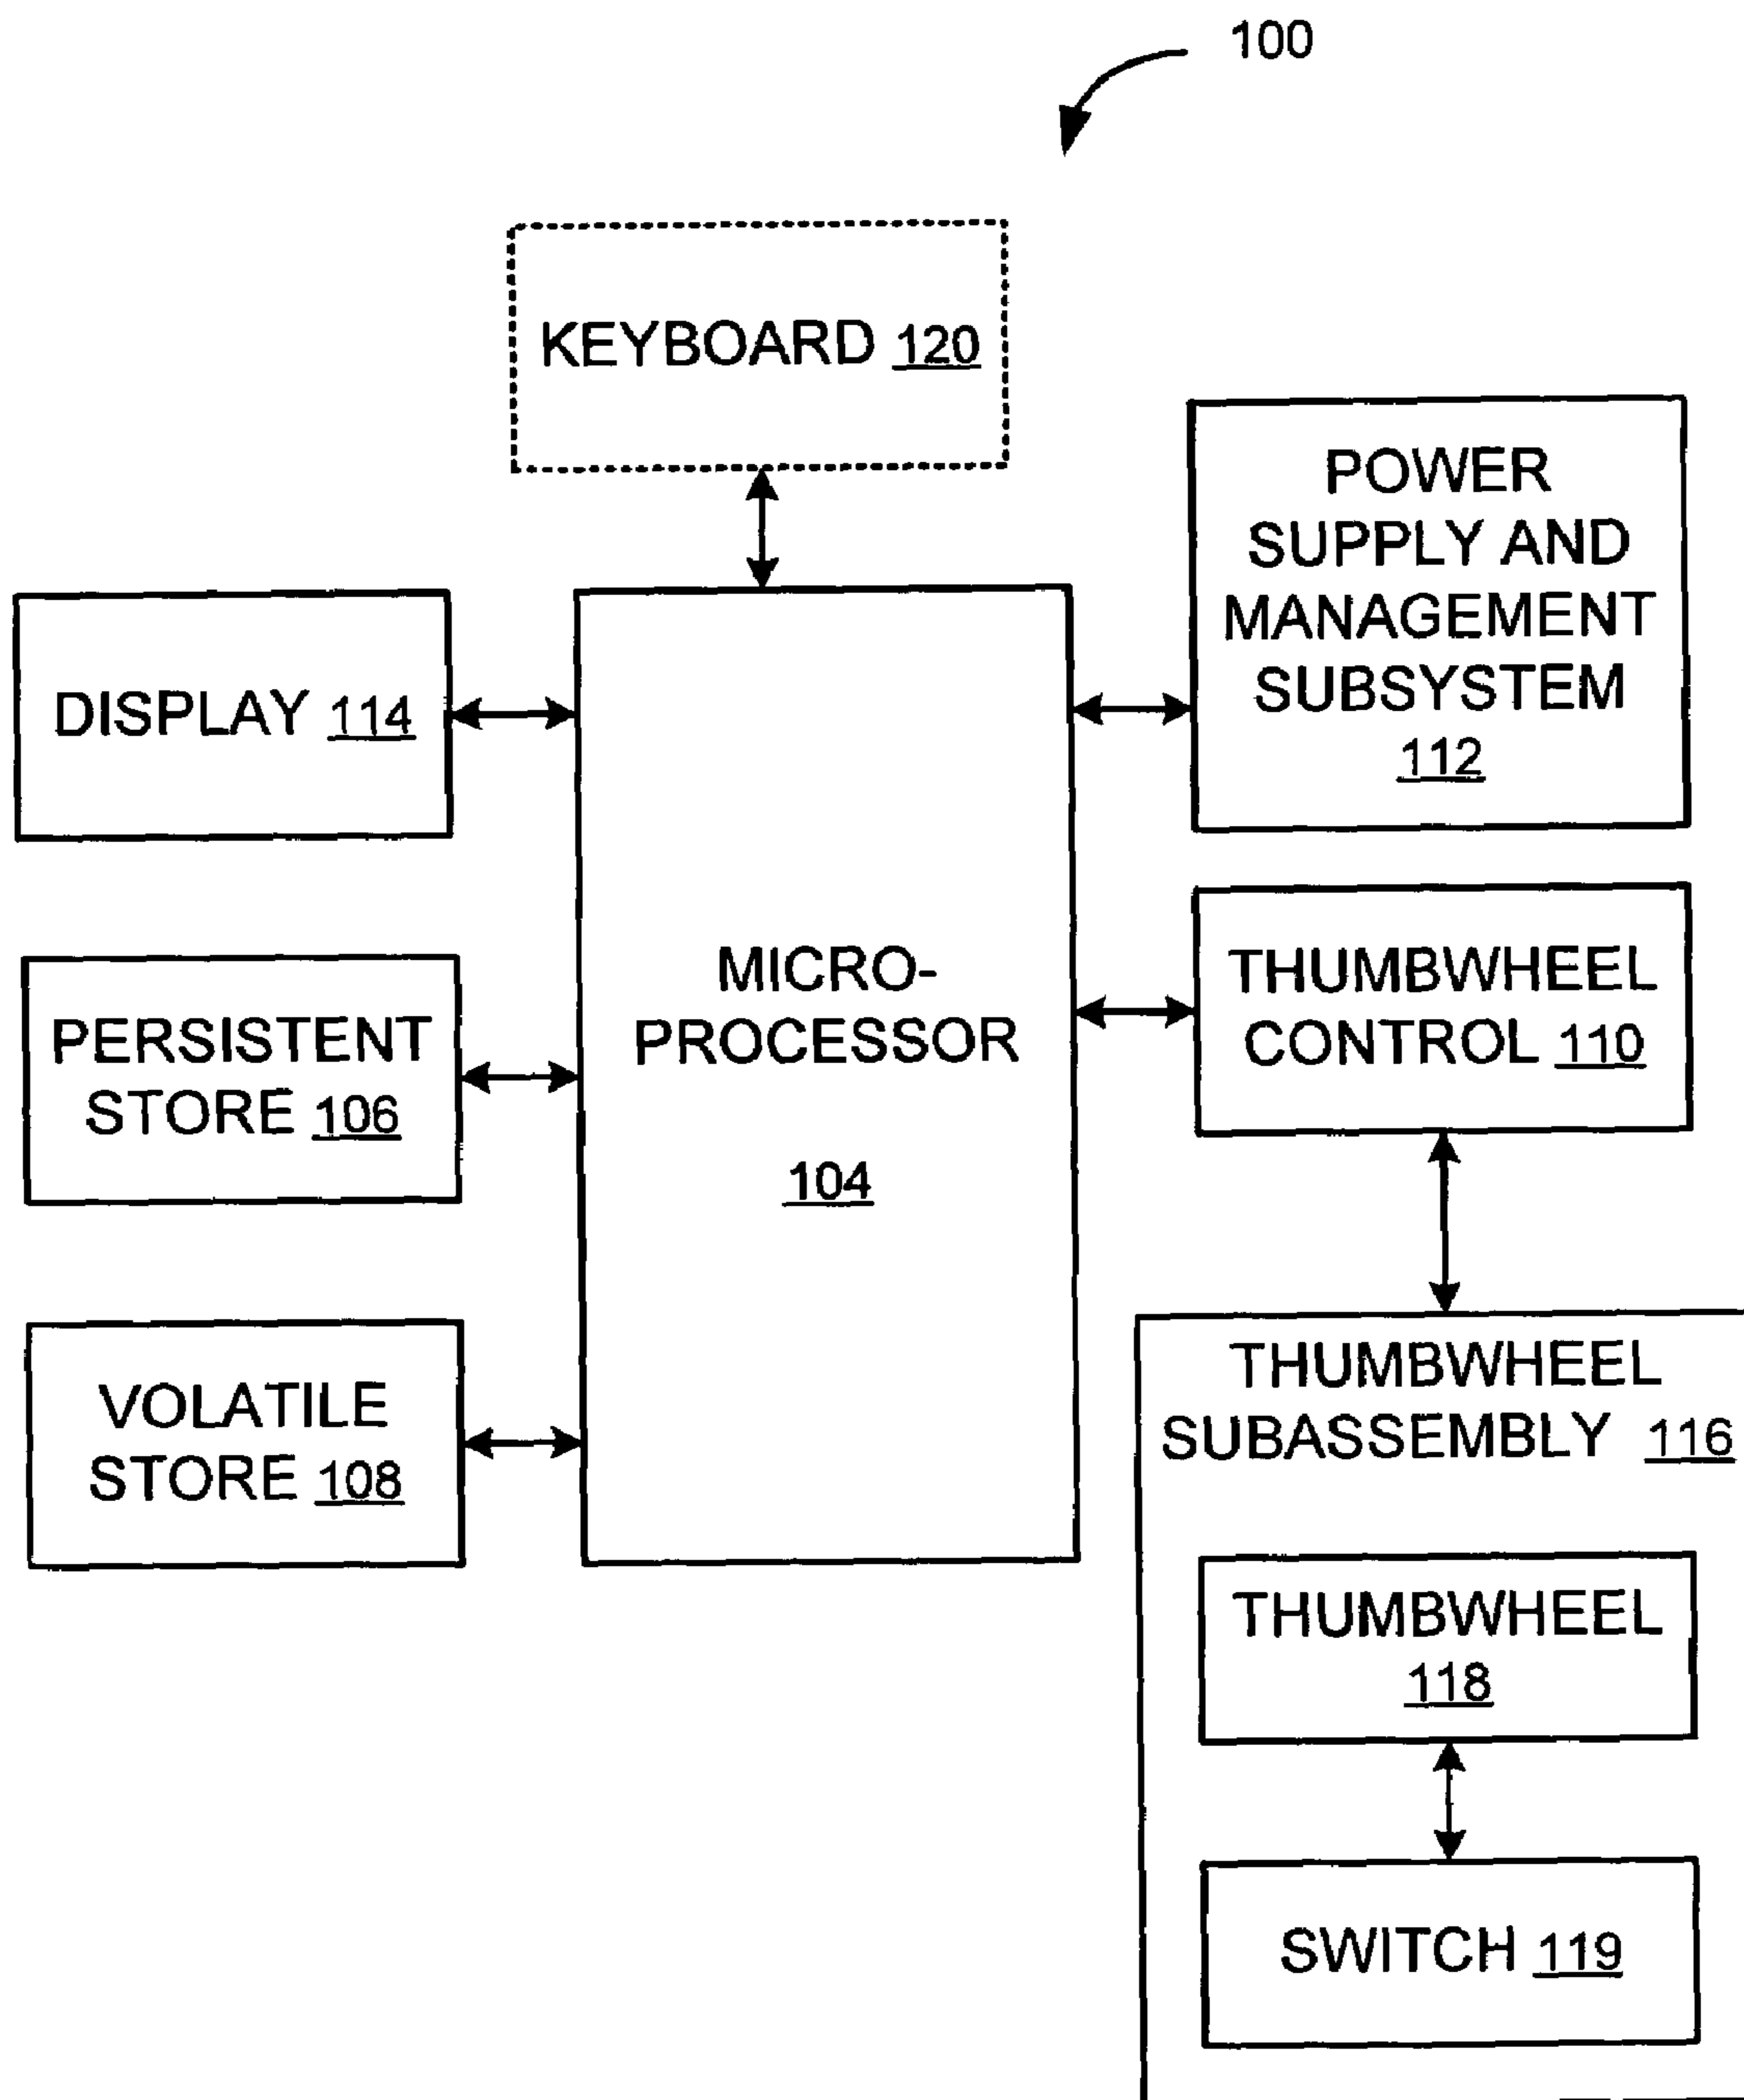 100
KEYBOARD 120
POWER
SUPPLY AND
MANAGEMENT
SUBSYSTEM
112
DISPLAY 114
MICRO-
PROCESSOR
104
THUMBWHEEL
CONTROL 110
PERSISTENT
STORE 106
VOLATILE
STORE 108
THUMBWHEEL
SUBASSEMBLY 116
THUMBWHEEL
118
SWITCH 119